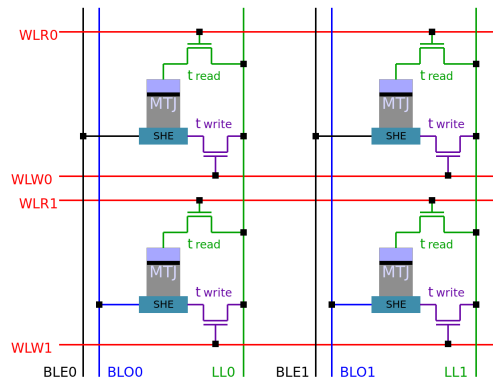 WLR0
t read
t read
MTJ
MTJ
t write
t write
SHE
SHE
WLW0
WLR1
t read
t read
MTJ
MTJ
t write
t write
SHE
SHE
WLW1
BLE0 BLO0 LL0 BLE1 BLO1 LL1